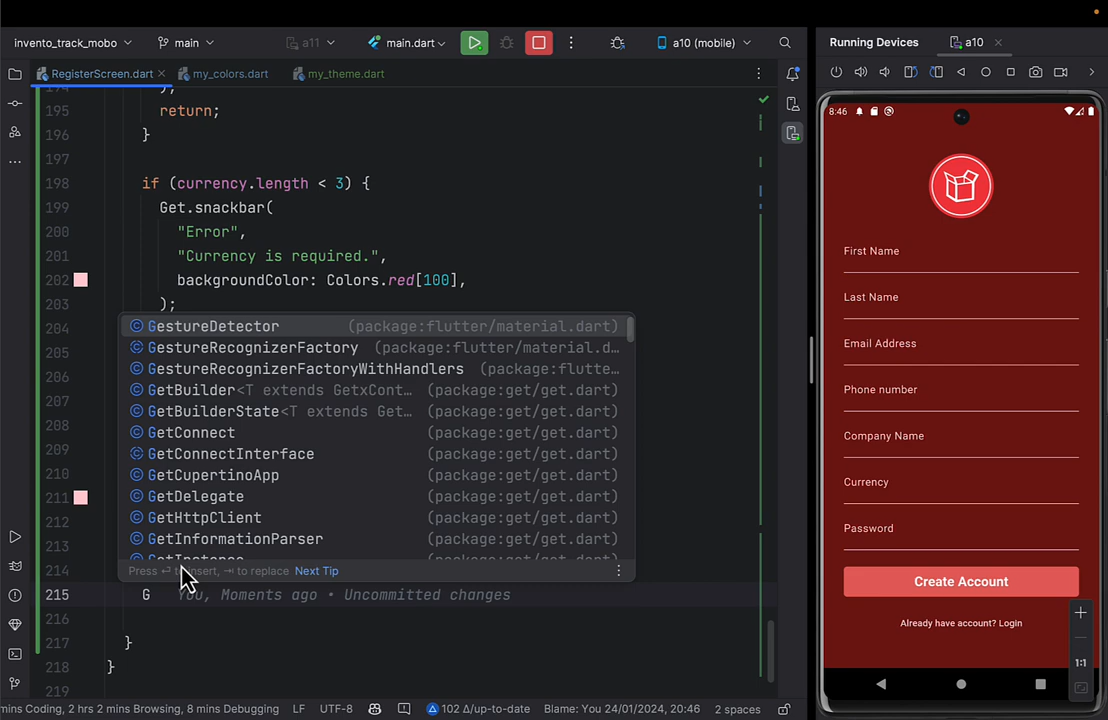 invento_track_mobo
main
a11
main.dart
a10 (mobile)
Running Devices
a10
RegisterScreen.dart
my_colors.dart
my_theme.dart
195 return;
196 }
197
198 if (currency.length < 3) {
199 Get.snackbar(
200 "Error",
201 "Currency is required.",
202 backgroundColor: Colors.red[100],
203 );
204
205
206
207
208
209
210
211
212
213
214
GestureDetector (package:flutter/material.dart)
GestureRecognizerFactory (package:flutter/material.d…
GestureRecognizerFactoryWithHandlers (package:flutte…
GetBuilder<T extends GetxCont… (package:get/get.dart)
GetBuilderState<T extends Get… (package:get/get.dart)
GetConnect (package:get/get.dart)
GetConnectInterface (package:get/get.dart)
GetCupertinoApp (package:get/get.dart)
GetDelegate (package:get/get.dart)
GetHttpClient (package:get/get.dart)
GetInformationParser (package:get/get.dart)
Press ↵ to insert, ⇥ to replace Next Tip
215 G You, Moments ago • Uncommitted changes
216
217 }
218 }
219
mins Coding, 2 hrs 2 mins Browsing, 8 mins Debugging
LF
UTF-8
102 Δ/up-to-date
Blame: You 24/01/2024, 20:46
2 spaces
8:46
First Name
Last Name
Email Address
Phone number
Company Name
Currency
Password
Create Account
Already have account? Login
1:1